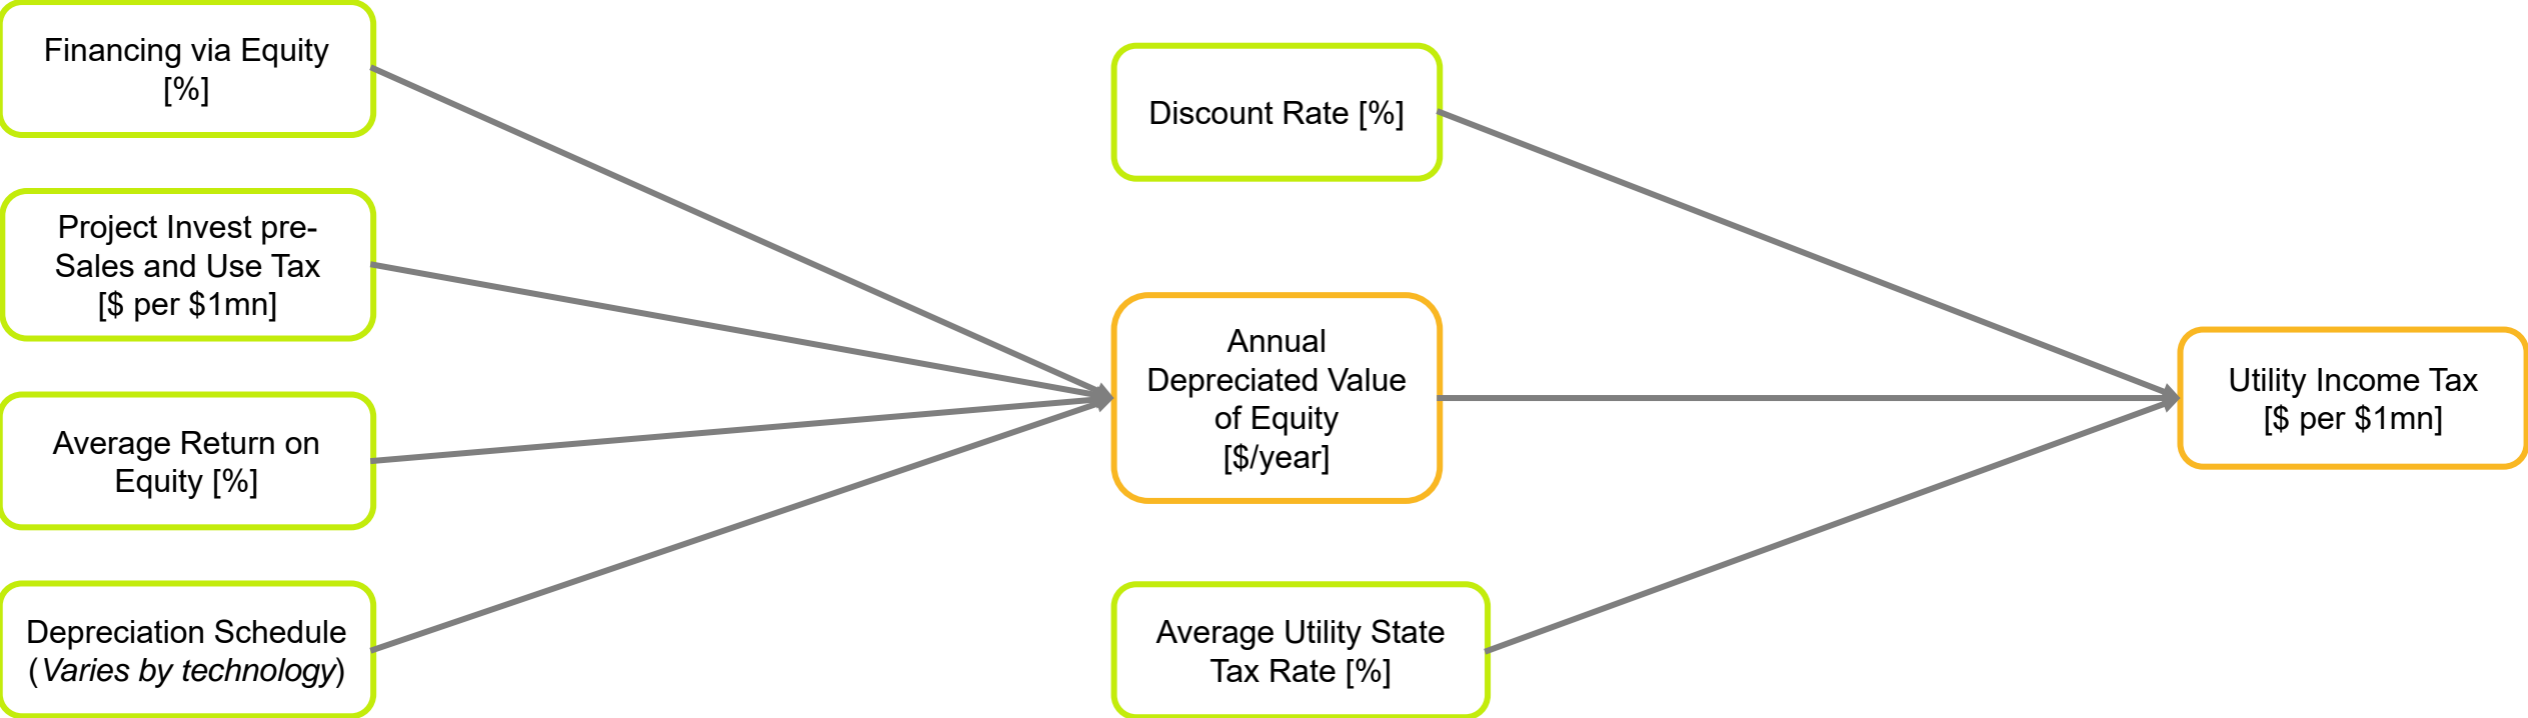 Financing via Equity
[%]
Project Invest pre-
Sales and Use Tax
[$ per $1mn]
Average Return on
Equity [%]
Depreciation Schedule
(Varies by technology)
Discount Rate [%]
Annual
Depreciated Value
of Equity
[$/year]
Average Utility State
Tax Rate [%]
Utility Income Tax
[$ per $1mn]